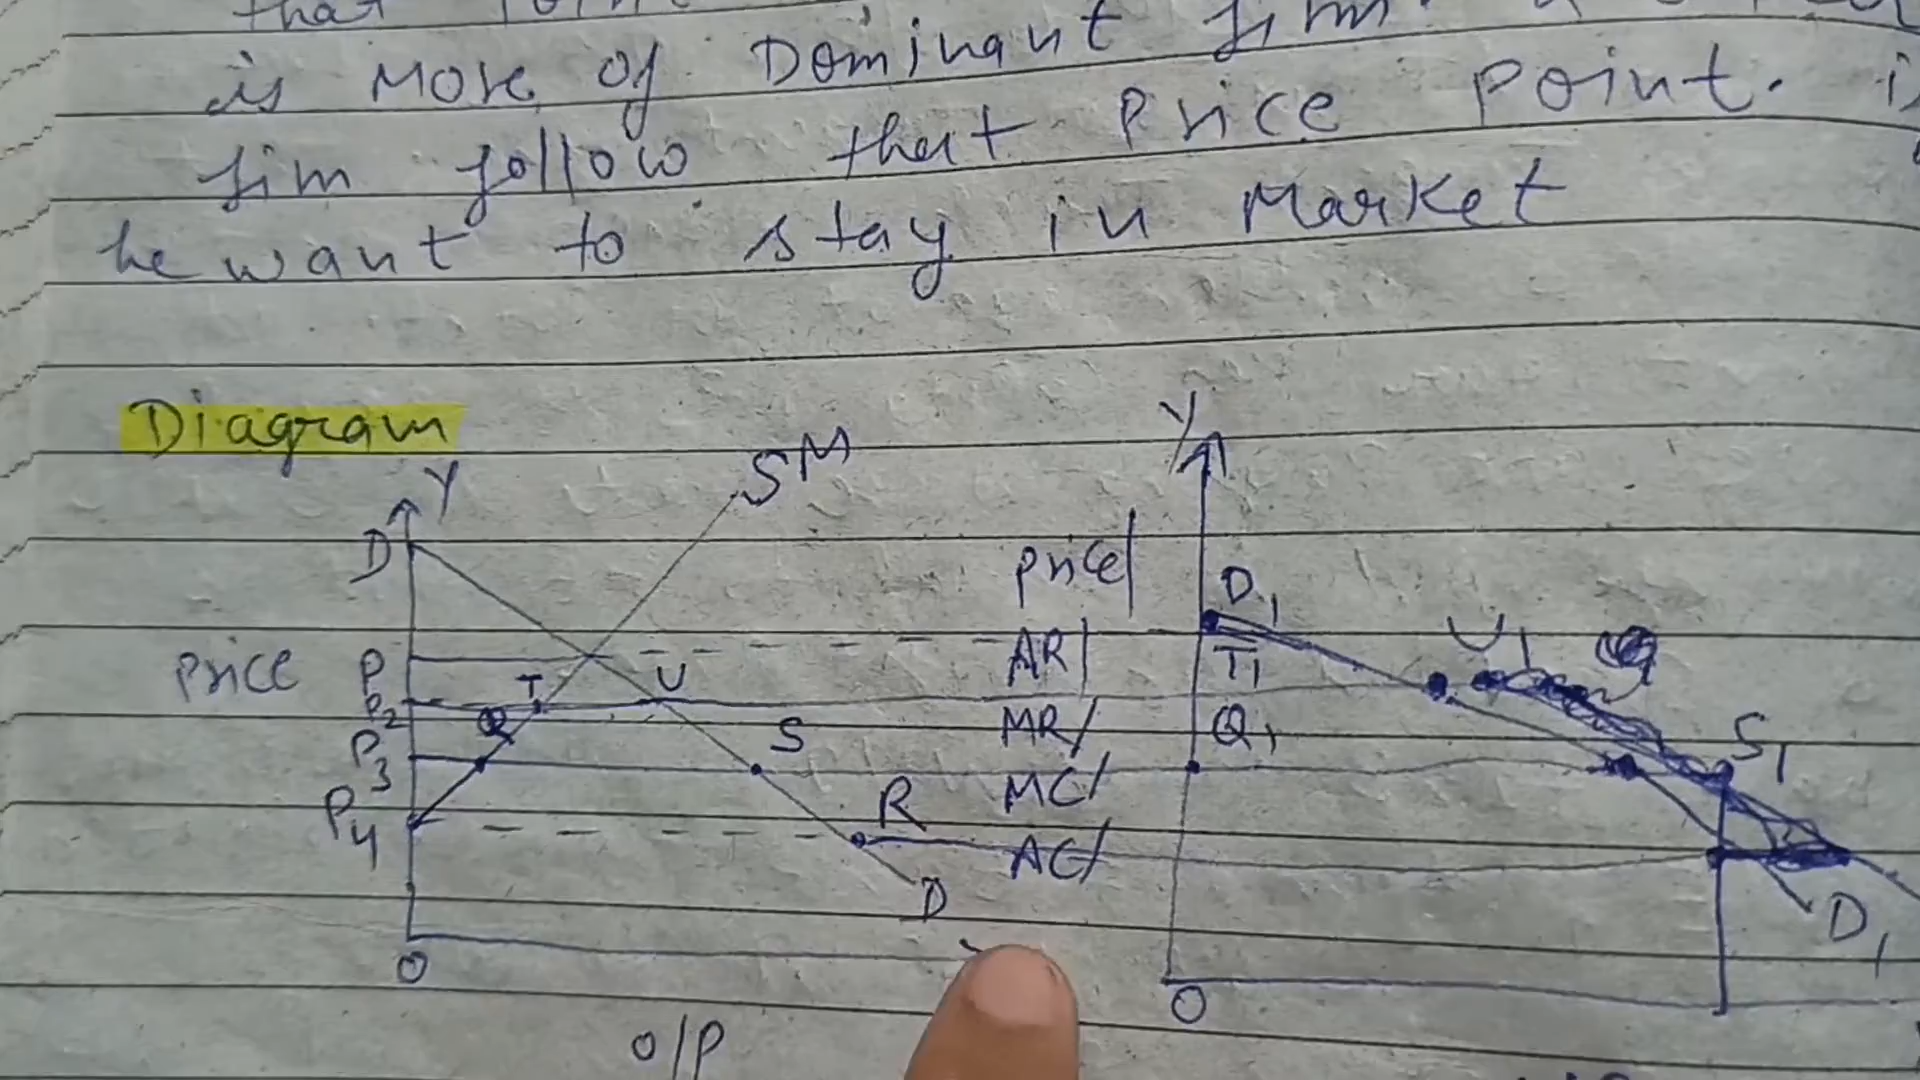 that
is More of Dominant firm
firm follow that Price Point. i
he want to stay in Market
Diagram
Y
SM
D
Price
P
P2
P3
P4
T
U
Q
S
R
D
O
O/P
Y
Price/
AR/
MR/
MC/
AC/
D1
T1
Q1
U1
S1
D1
O